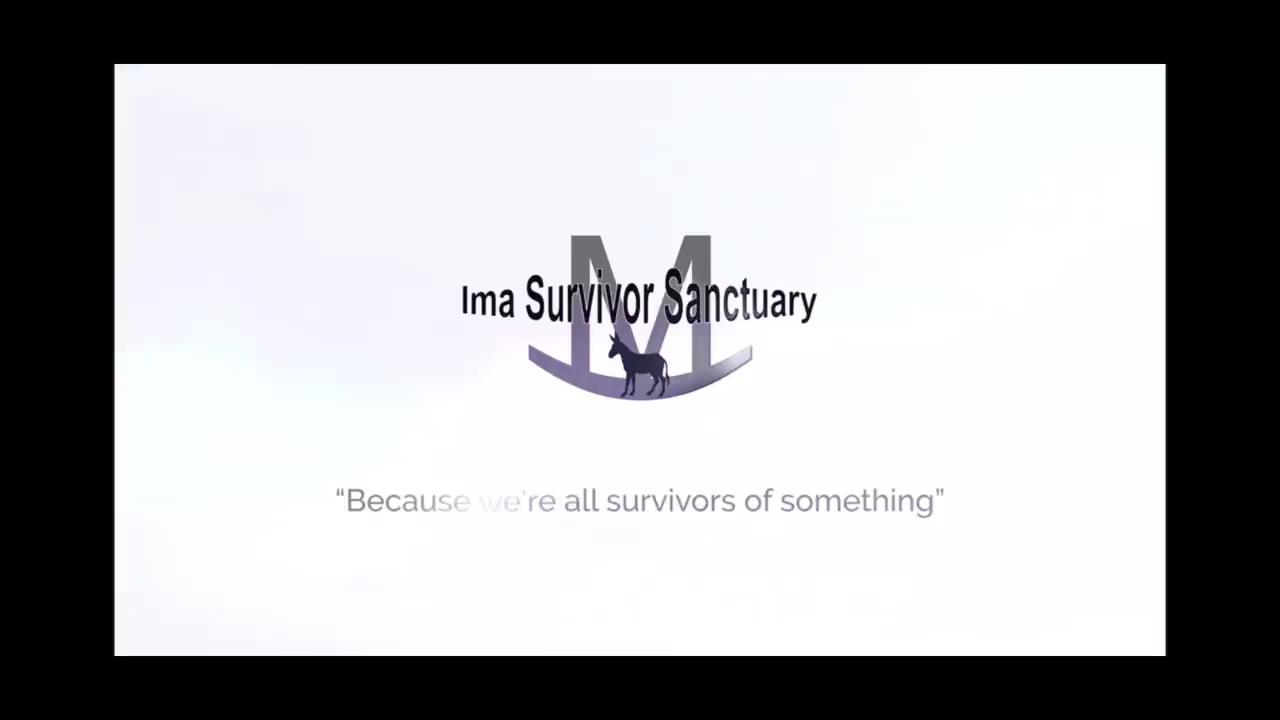 M
Ima Survivor Sanctuary
“Because we’re all survivors of something”